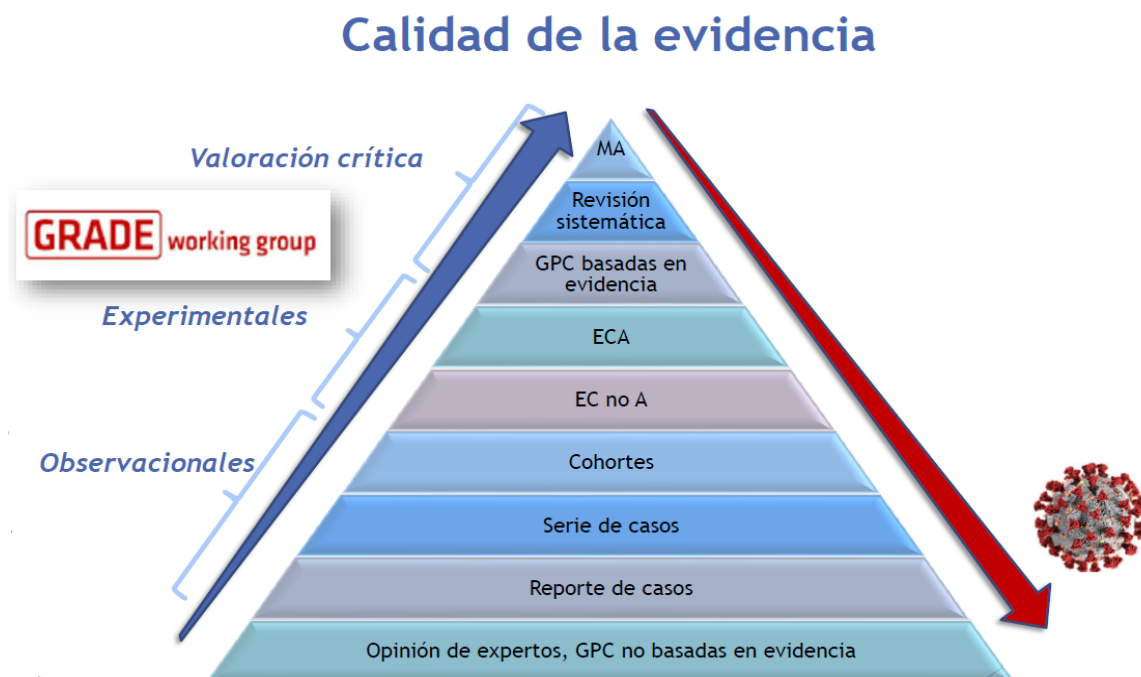 Calidad de la evidencia
Valoración crítica
GRADE working group
Experimentales
Observacionales
MA
Revisión
sistemática
GPC basadas en
evidencia
ECA
EC no A
Cohortes
Serie de casos
Reporte de casos
Opinión de expertos, GPC no basadas en evidencia